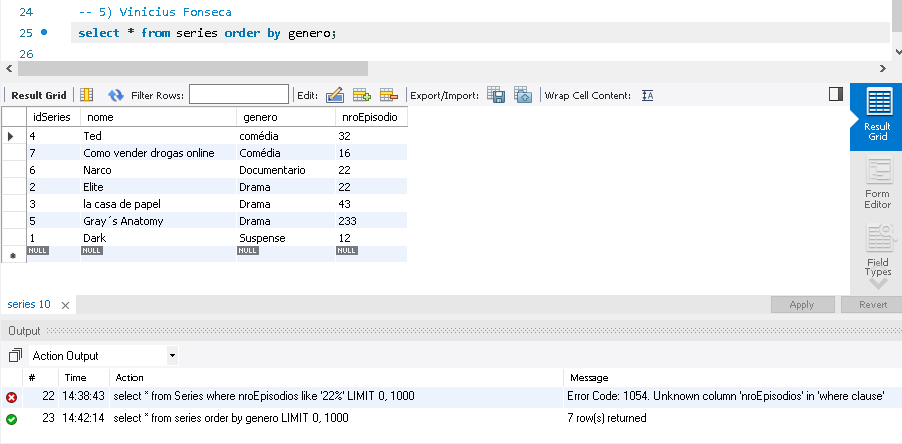 24 -- 5) Vinicius Fonseca
25 select * from series order by genero;
26
Result Grid Filter Rows: Edit: Export/Import: Wrap Cell Content: IA
idSeries nome genero nroEpisodio
4 Ted comédia 32
7 Como vender drogas online Comédia 16
6 Narco Documentario 22
2 Elite Drama 22
3 la casa de papel Drama 43
5 Gray´s Anatomy Drama 233
1 Dark Suspense 12
NULL NULL NULL NULL
Result
Grid
Form
Editor
Field
Types
series 10 Apply Revert
Output
Action Output
# Time Action Message
22 14:38:43 select * from Series where nroEpisodios like '22%' LIMIT 0, 1000 Error Code: 1054. Unknown column 'nroEpisodios' in 'where clause'
23 14:42:14 select * from series order by genero LIMIT 0, 1000 7 row(s) returned